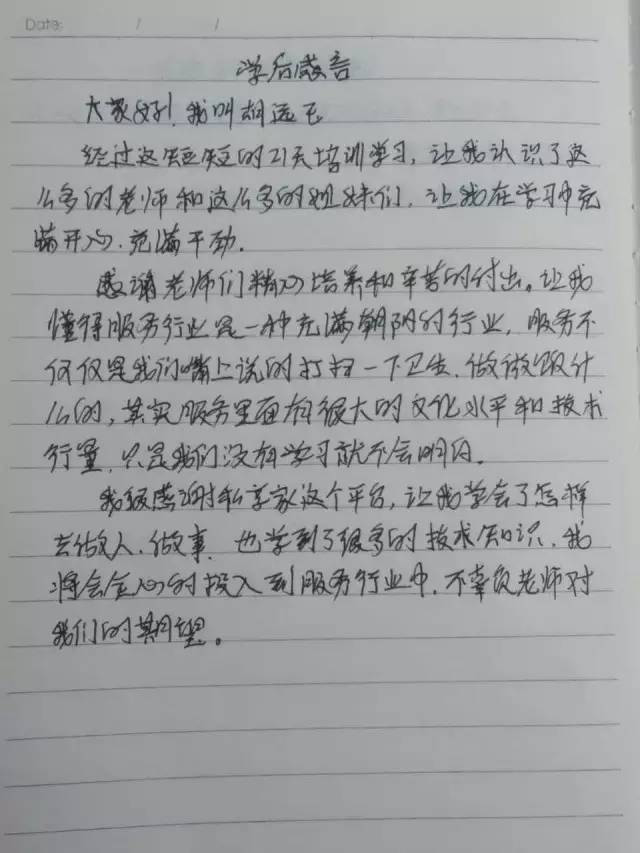 Date: / /
学后感言
大家好！我叫胡远飞
经过这短短的21天培训学习，让我认识了这
么多的老师和这么多的姐妹们，让我在学习中充
满开心、充满干劲.
感谢老师们精心培养和辛苦的付出。让我
懂得服务行业是一种充满朝阳的行业，服务不
仅是我们嘴上说的打扫一下卫生、做做饭什
么的，其实服务里面有很大的文化水平和技术
只是我们没有学习就不会明白。
我很感谢私享家这个平台，让我学会了怎样
去做人、做事，也学到了很多的技术知识，我
将会全心的投入到服务行业中，不辜负老师对
我们的期望。